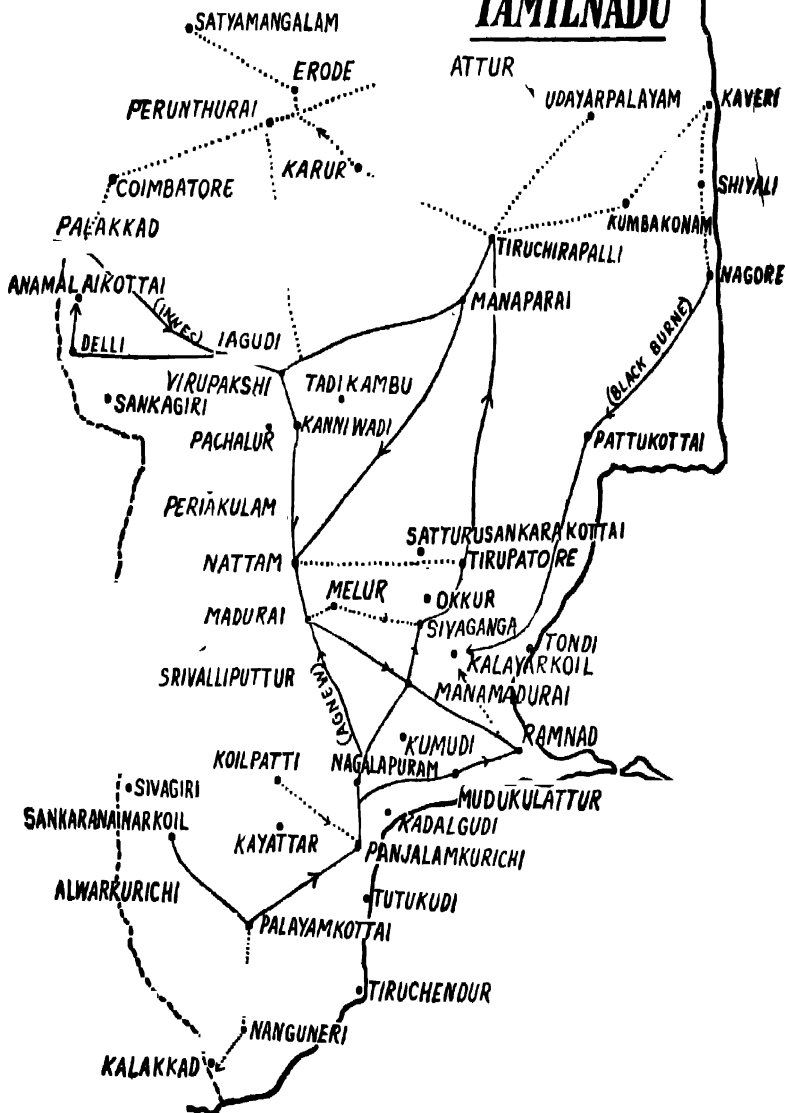 TAMILNADU
SATYAMANGALAM
ERODE
ATTUR
PERUNTHURAI
UDAYARPALAYAM
KAVERI
KARUR
COIMBATORE
SHIYALI
PALAKKAD
KUMBAKONAM
TIRUCHIRAPALLI
NAGORE
ANAMALAIKOTTAI
(INNES)
MANAPARAI
DELLI
IAGUDI
(BLACK BURNE)
VIRUPAKSHI
TADIKAMBU
SANKAGIRI
KANNIWADI
PACHALUR
PATTUKOTTAI
PERIAKULAM
SATTURUSANKARAKOTTAI
NATTAM
TIRUPATORE
MELUR
OKKUR
MADURAI
SIVAGANGA
TONDI
KALAYARKOIL
SRIVALLIPUTTUR
MANAMADURAI
(AGNEW)
RAMNAD
KUMUDI
KOILPATTI
NAGALAPURAM
SIVAGIRI
MUDUKULATTUR
SANKARANAINARKOIL
KADALGUDI
KAYATTAR
PANJALAMKURICHI
ALWARKURICHI
TUTUKUDI
PALAYAMKOTTAI
TIRUCHENDUR
NANGUNERI
KALAKKAD